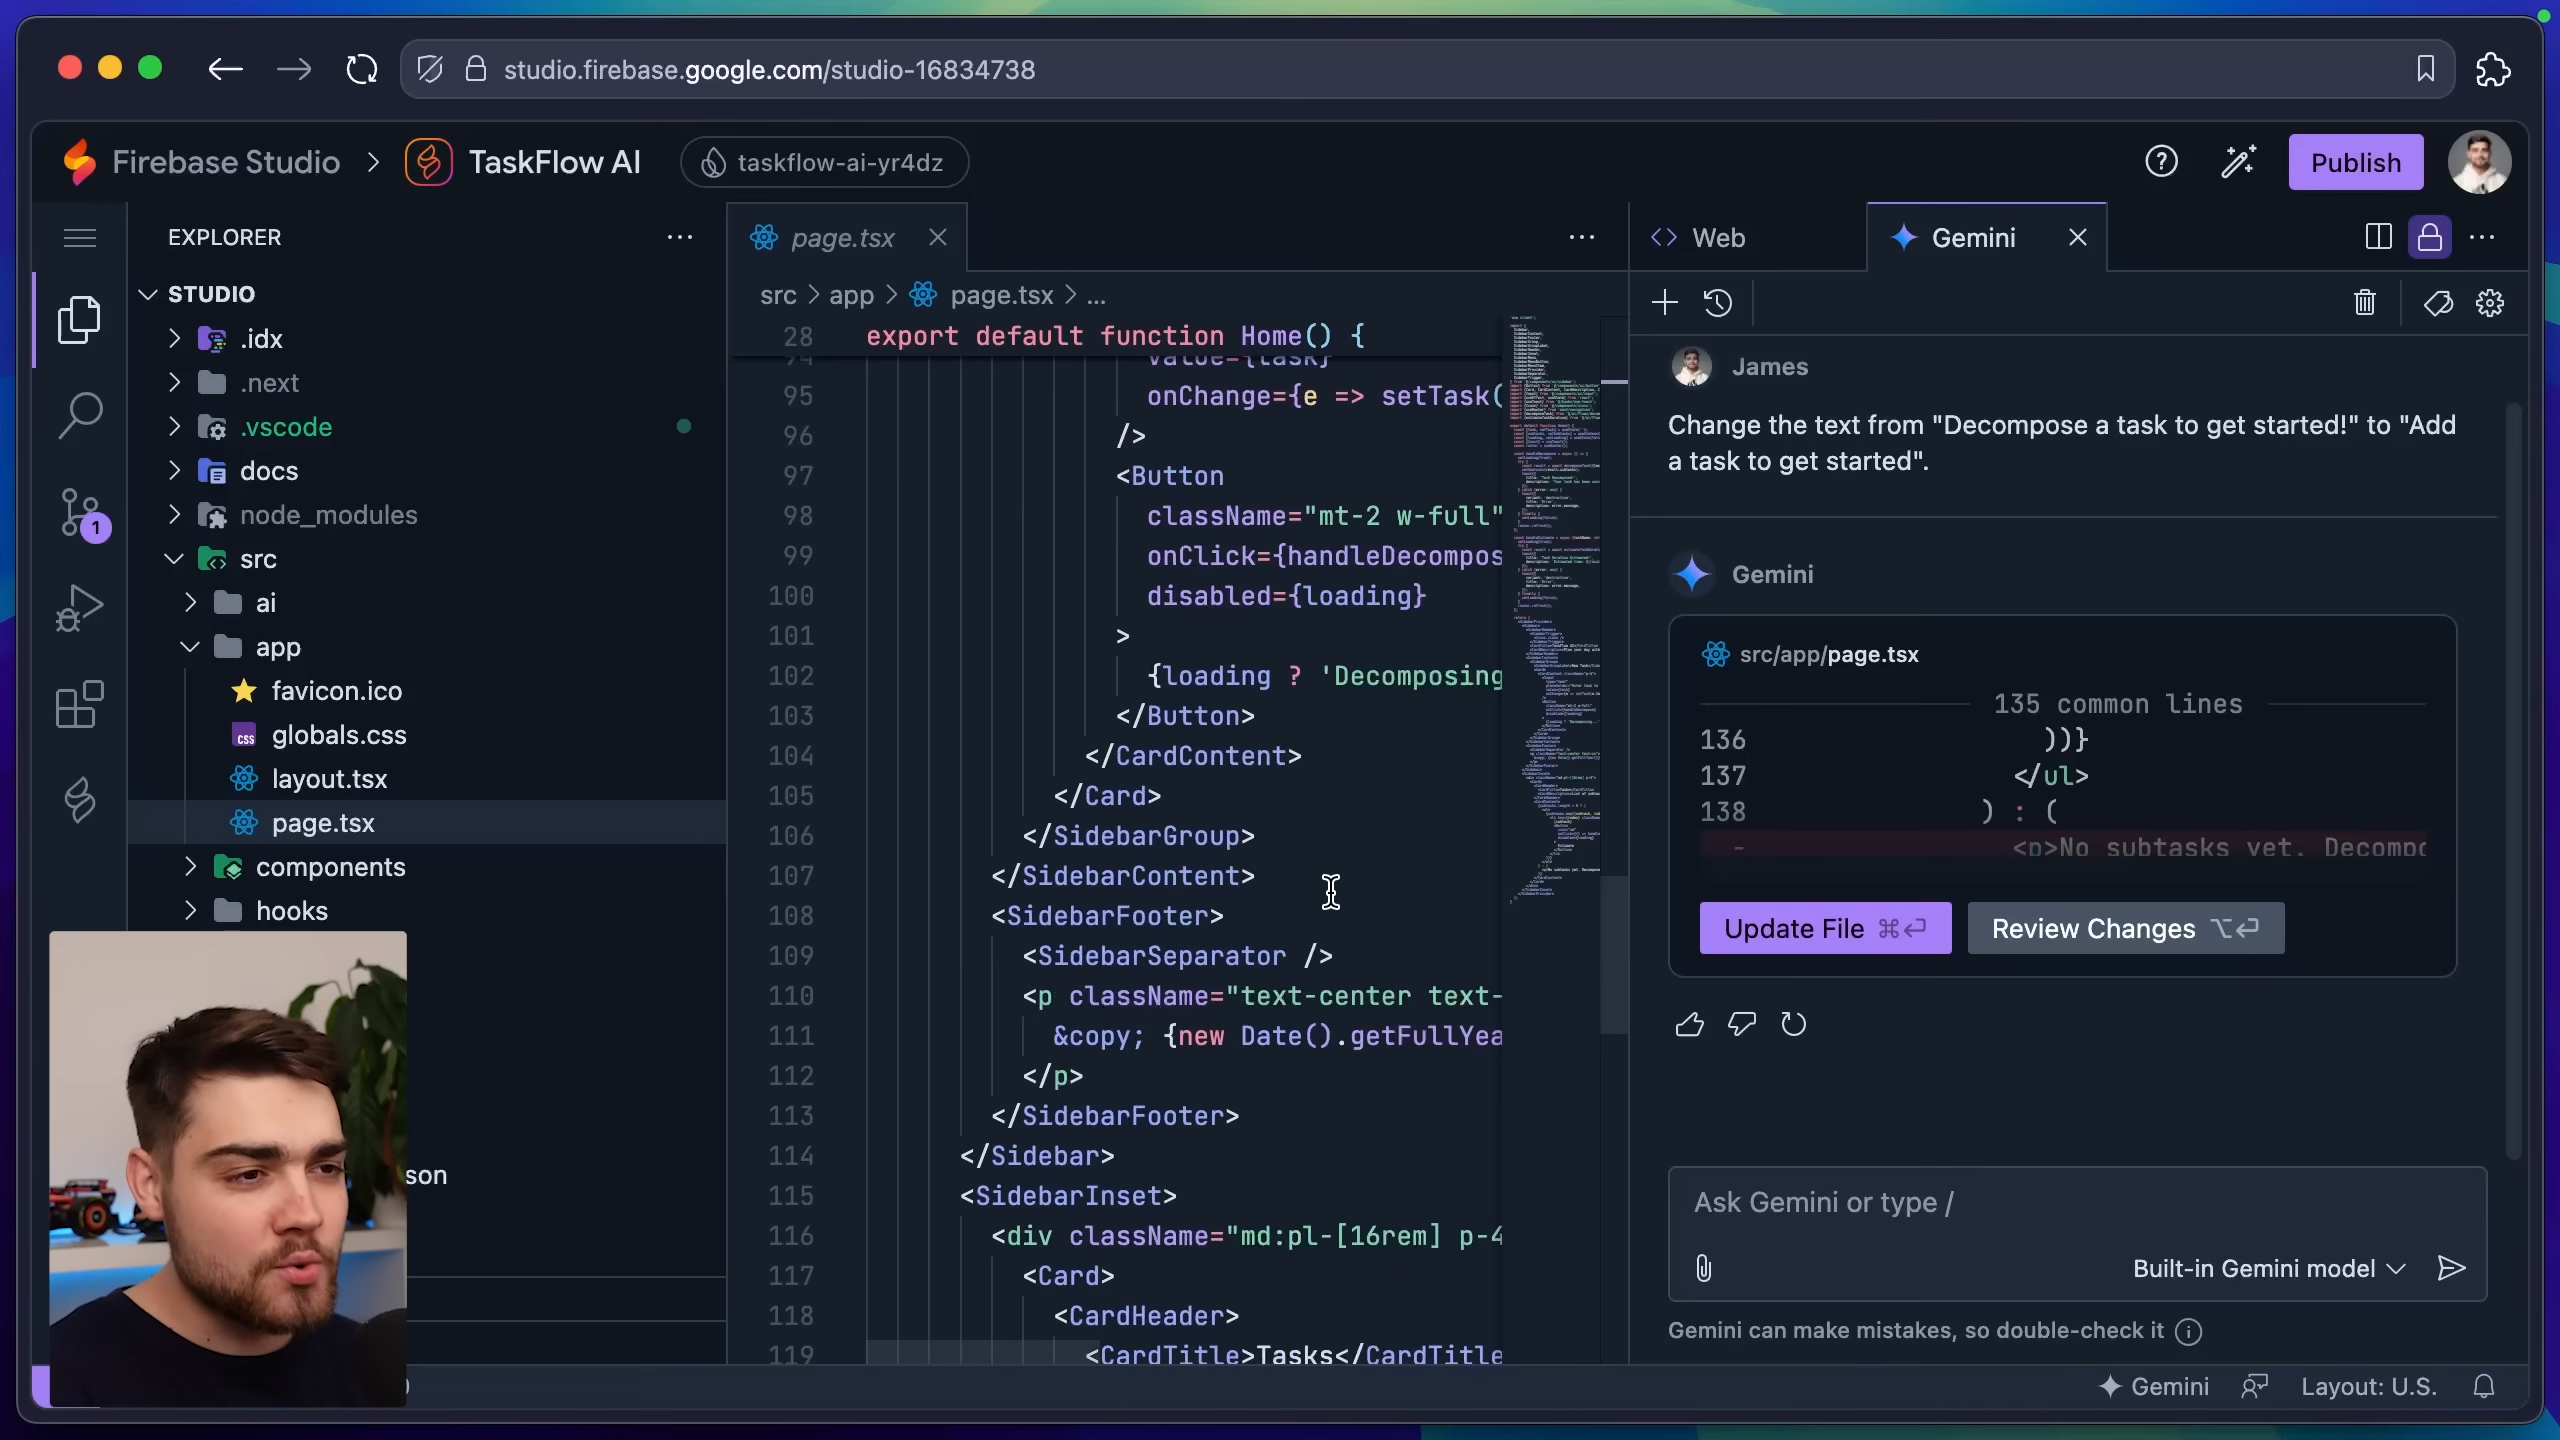 studio.firebase.google.com/studio-16834738
Firebase Studio > TaskFlow AI
taskflow-ai-yr4dz
Publish
EXPLORER
STUDIO
.idx
.next
.vscode
docs
node_modules
1
src
ai
app
favicon.ico
globals.css
layout.tsx
page.tsx
components
hooks
son
page.tsx
src > app > page.tsx > ...
28 export default function Home() {
94 value={task}
95 onChange={e => setTask(
96 />
97 <Button
98 className="mt-2 w-full"
99 onClick={handleDecompos
100 disabled={loading}
101 >
102 {loading ? 'Decomposing
103 </Button>
104 </CardContent>
105 </Card>
106 </SidebarGroup>
107 </SidebarContent>
108 <SidebarFooter>
109 <SidebarSeparator />
110 <p className="text-center text-
111 &copy; {new Date().getFullYea
112 </p>
113 </SidebarFooter>
114 </Sidebar>
115 <SidebarInset>
116 <div className="md:pl-[16rem] p-4
117 <Card>
118 <CardHeader>
119 <CardTitle>Tasks</CardTitle
Web
Gemini
James
Change the text from "Decompose a task to get started!" to "Add
a task to get started".
Gemini
src/app/page.tsx
135 common lines
136 ))}
137 </ul>
138 ) : (
- <p>No subtasks yet. Decompo
Update File ⌘↵
Review Changes ⌥↵
Ask Gemini or type /
Built-in Gemini model
Gemini can make mistakes, so double-check it
Gemini
Layout: U.S.